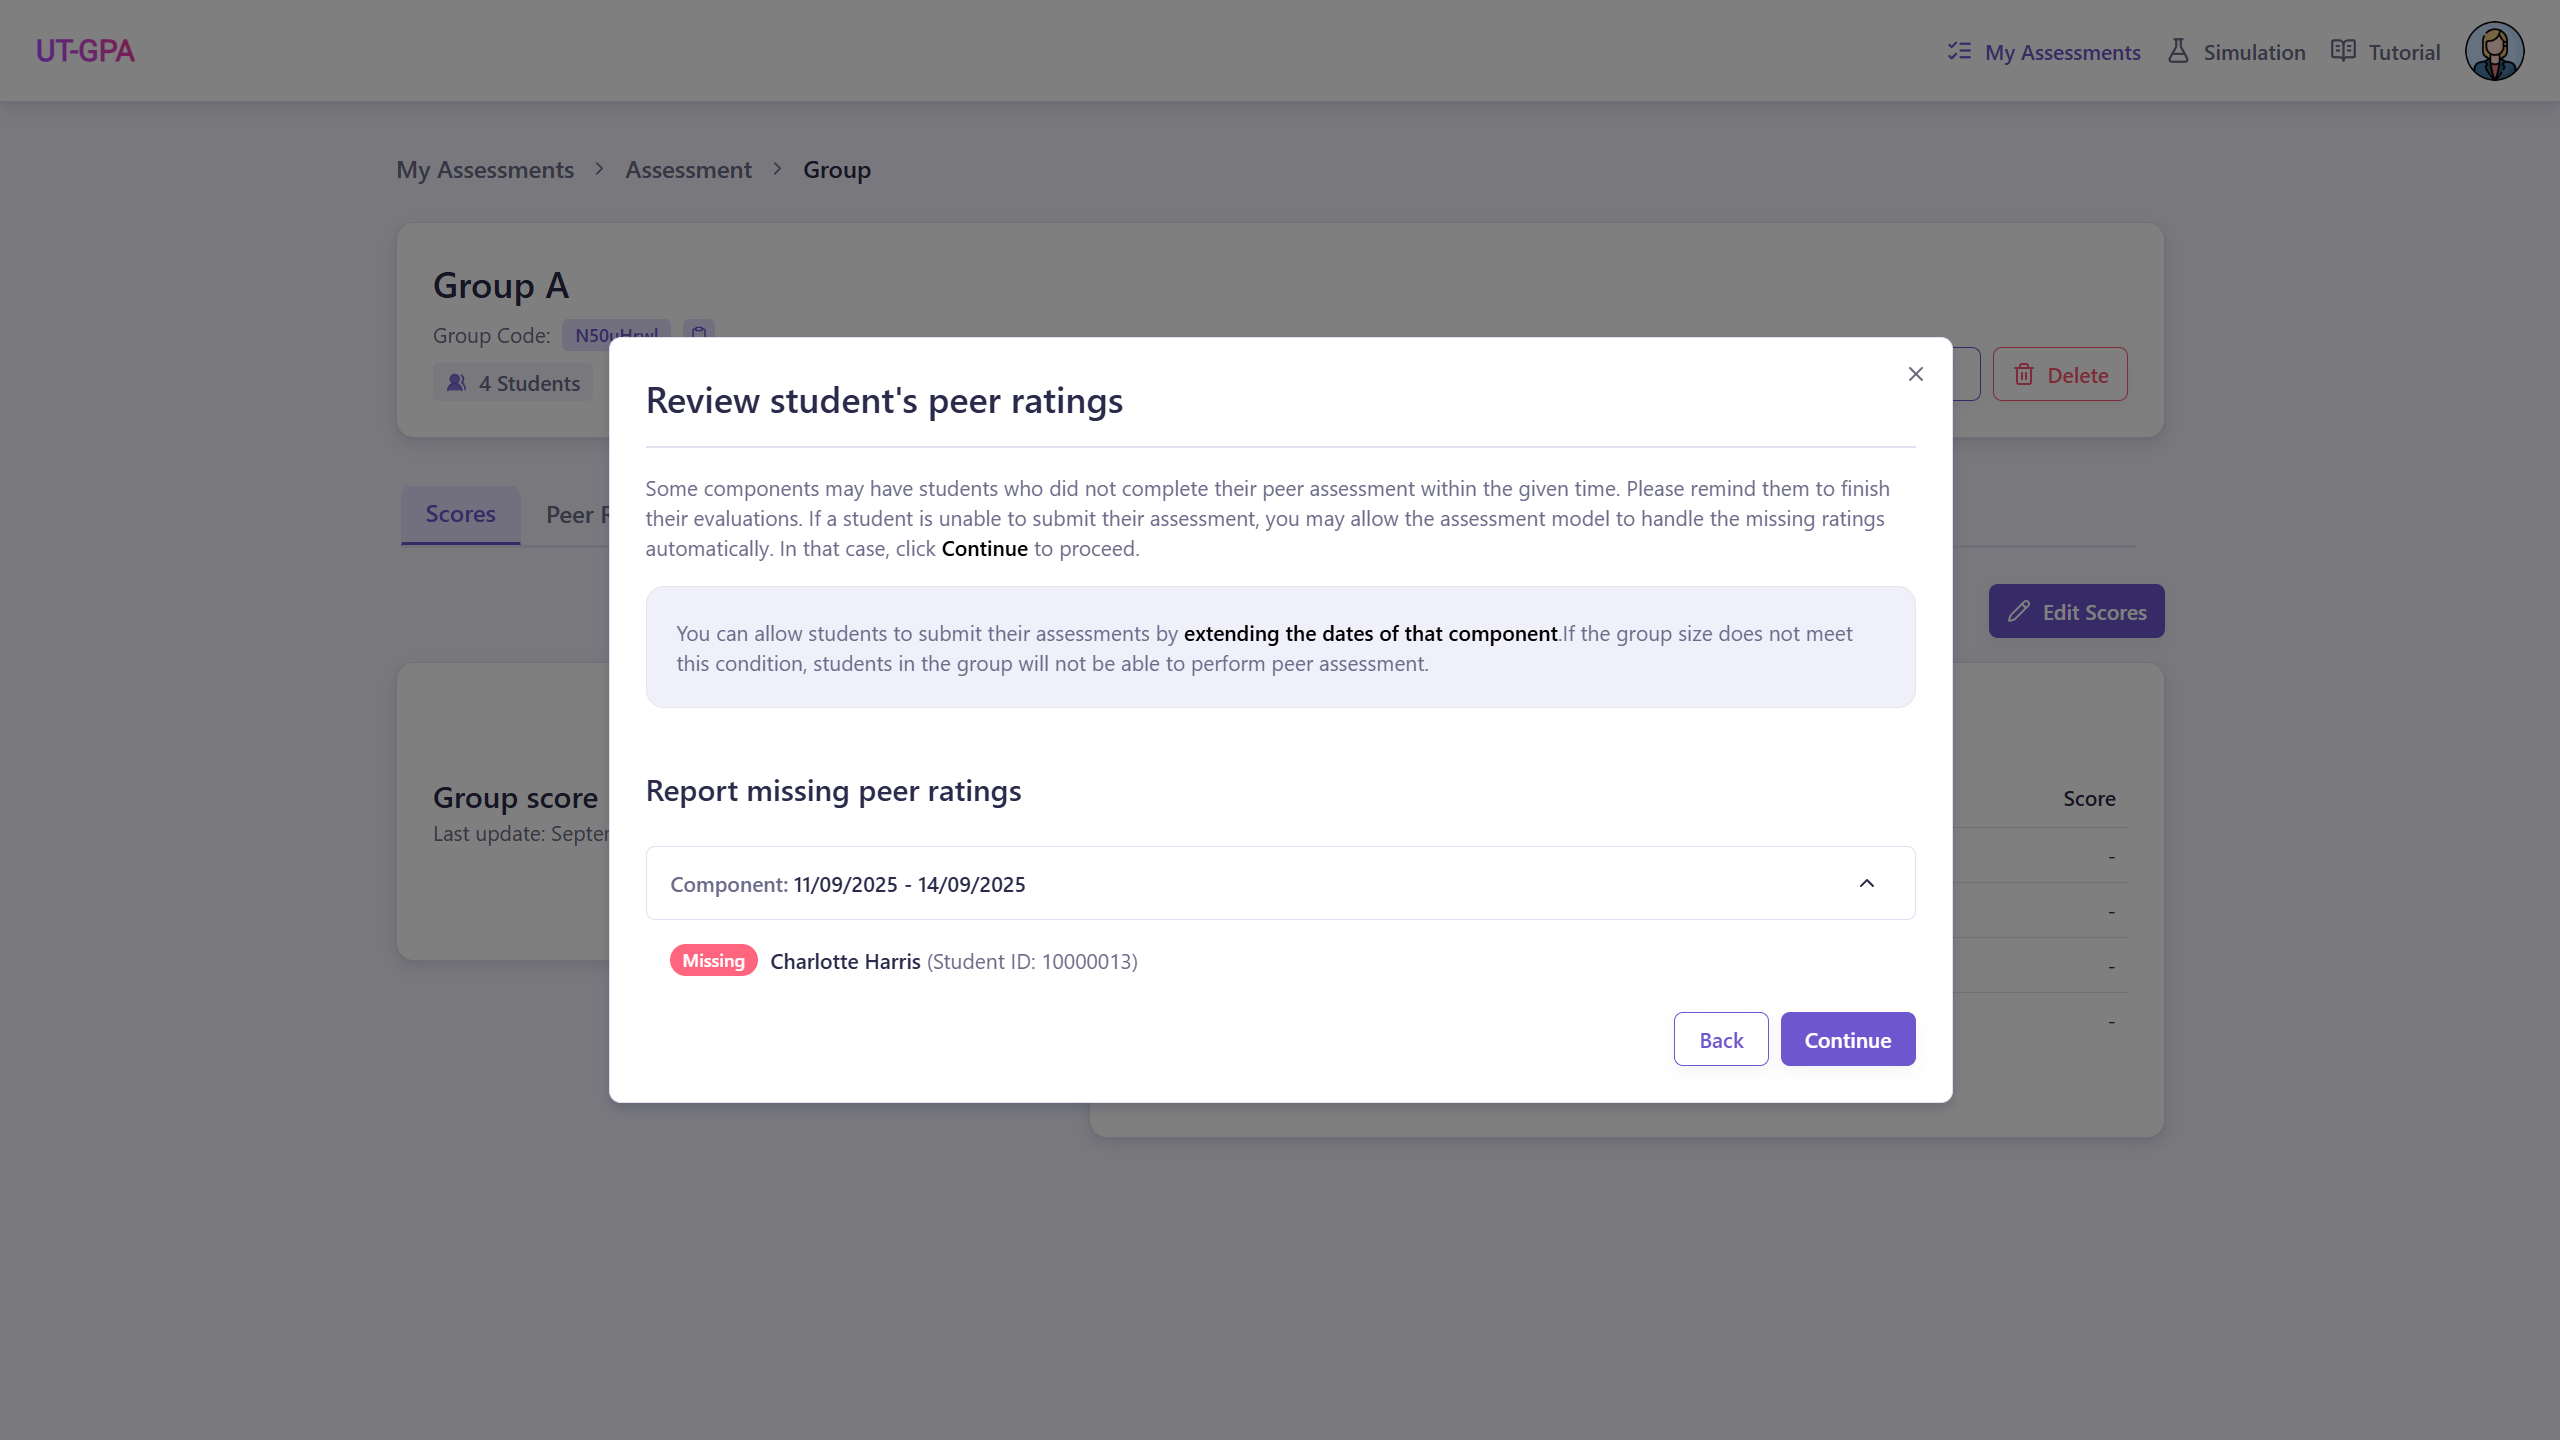 UT-GPA
My Assessments
Simulation
Tutorial
My Assessments
Assessment
Group
Group A
Group Code:
4 Students
Delete
Review student's peer ratings
Some components may have students who did not complete their peer assessment within the given time. Please remind them to finish
their evaluations. If a student is unable to submit their assessment, you may allow the assessment model to handle the missing ratings
automatically. In that case, click Continue to proceed.
Scores
Peer
Edit Scores
You can allow students to submit their assessments by extending the dates of that component.If the group size does not meet
this condition, students in the group will not be able to perform peer assessment.
Report missing peer ratings
Group score
Last update:
Score
-
-
-
-
Component: 11/09/2025 - 14/09/2025
Missing
Charlotte Harris (Student ID: 10000013)
Back
Continue